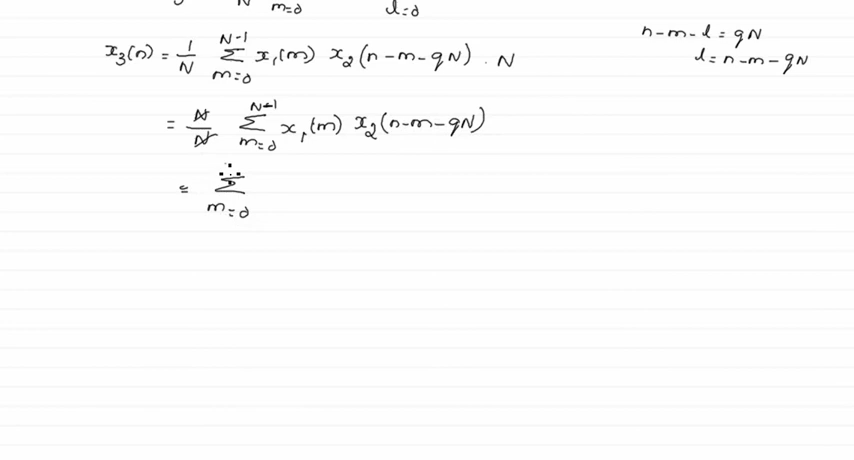 m=0 l=0
x₃(n) = 1/N Σ_{m=0}^{N-1} x₁(m) x₂(n-m-qN) . N
n-m-l = qN
l = n-m-qN
= N/N Σ_{m=0}^{N-1} x₁(m) x₂(n-m-qN)
= Σ_{m=0}